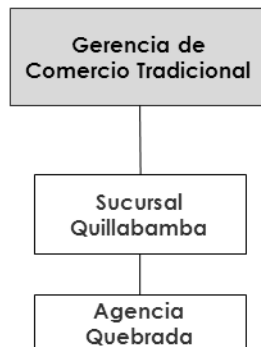 Gerencia de
Comercio Tradicional
Sucursal
Quillabamba
Agencia
Quebrada